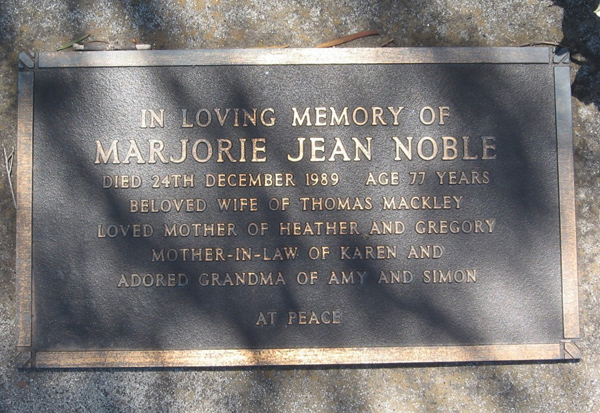 IN LOVING MEMORY OF
MARJORIE JEAN NOBLE
DIED 24TH DECEMBER 1989 AGE 77 YEARS
BELOVED WIFE OF THOMAS MACKLEY
LOVED MOTHER OF HEATHER AND GREGORY
MOTHER-IN-LAW OF KAREN AND
ADORED GRANDMA OF AMY AND SIMON
AT PEACE